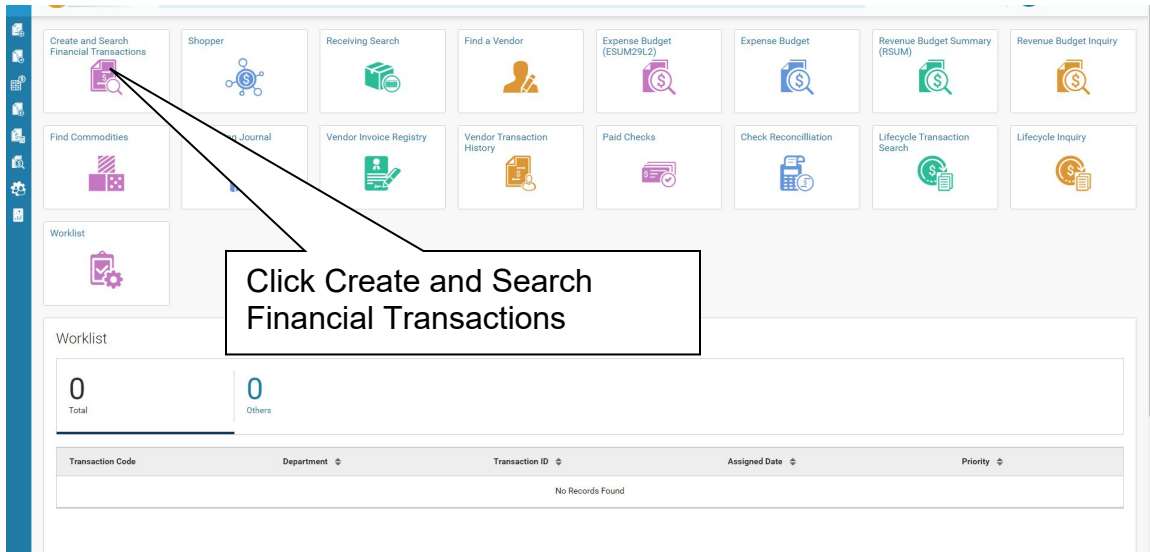 Create and Search
Financial Transactions
Shopper
Receiving Search
Find a Vendor
Expense Budget
(ESUM29L2)
Expense Budget
Revenue Budget Summary
(RSUM)
Revenue Budget Inquiry
Find Commodities
Journal
Vendor Invoice Registry
Vendor Transaction
History
Paid Checks
Check Reconcilliation
Lifecycle Transaction
Search
Lifecycle Inquiry
Worklist
Click Create and Search
Financial Transactions
Worklist
0
Total
0
Others
Transaction Code Department Transaction ID Assigned Date Priority
No Records Found